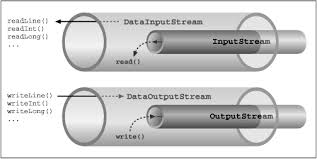 readLine()
readInt()
readLong()
...
DataInputStream
InputStream
read()
writeLine()
writeInt()
writeLong()
...
DataOutputStream
OutputStream
write()